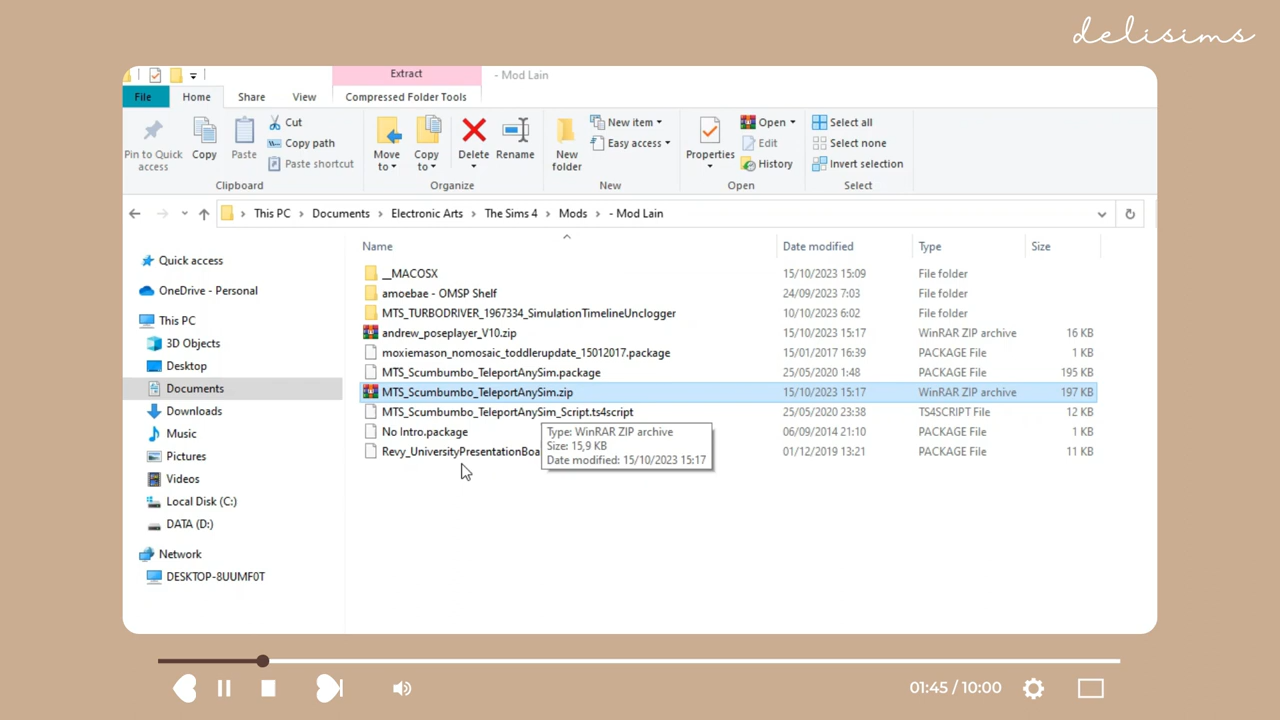 delisims
Extract
- Mod Lain
File
Home
Share
View
Compressed Folder Tools
Pin to Quick access
Copy
Paste
Cut
Copy path
Paste shortcut
Clipboard
Move to
Copy to
Delete
Rename
Organize
New folder
New item
Easy access
New
Properties
Open
Edit
History
Open
Select all
Select none
Invert selection
Select
This PC > Documents > Electronic Arts > The Sims 4 > Mods > - Mod Lain
Quick access
OneDrive - Personal
This PC
3D Objects
Desktop
Documents
Downloads
Music
Pictures
Videos
Local Disk (C:)
DATA (D:)
Network
DESKTOP-8UUMF0T
Name Date modified Type Size
__MACOSX 15/10/2023 15:09 File folder
amoebae - OMSP Shelf 24/09/2023 7:03 File folder
MTS_TURBODRIVER_1967334_SimulationTimelineUnclogger 10/10/2023 6:02 File folder
andrew_poseplayer_V10.zip 15/10/2023 15:17 WinRAR ZIP archive 16 KB
moxiemason_nomosaic_toddlerupdate_15012017.package 15/01/2017 16:39 PACKAGE File 1 KB
MTS_Scumbumbo_TeleportAnySim.package 25/05/2020 1:48 PACKAGE File 195 KB
MTS_Scumbumbo_TeleportAnySim.zip 15/10/2023 15:17 WinRAR ZIP archive 197 KB
MTS_Scumbumbo_TeleportAnySim_Script.ts4script 25/05/2020 23:38 TS4SCRIPT File 12 KB
No Intro.package 06/09/2014 21:10 PACKAGE File 1 KB
Revy_UniversityPresentationBoa 01/12/2019 13:21 PACKAGE File 11 KB
Type: WinRAR ZIP archive
Size: 15,9 KB
Date modified: 15/10/2023 15:17
01:45 / 10:00